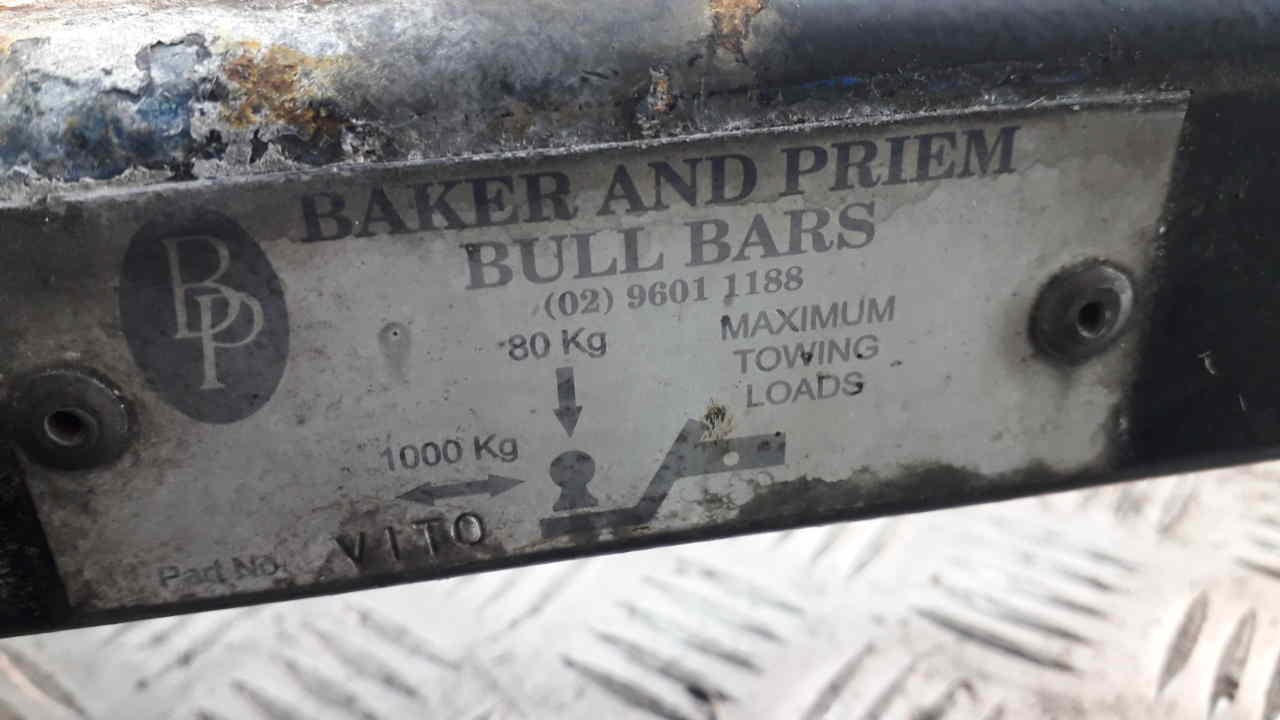 BAKER AND PRIEM
BULL BARS
(02) 9601 1188
BP
80 Kg
MAXIMUM
TOWING
LOADS
1000 Kg
Part No. VITO